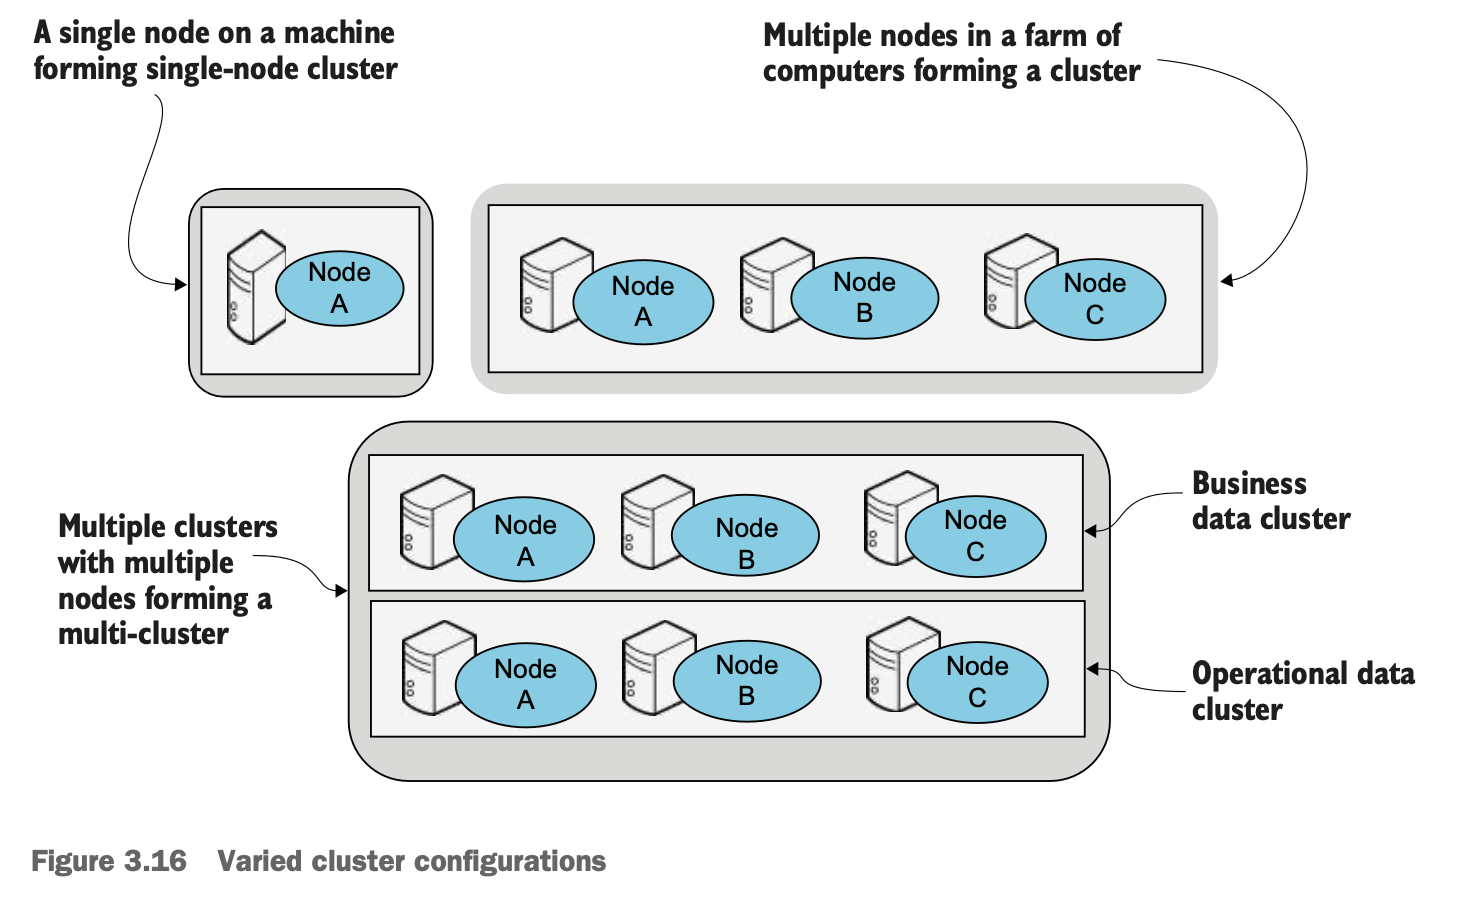 A single node on a machine
forming single-node cluster
Multiple nodes in a farm of
computers forming a cluster
Node
A
Node
A
Node
B
Node
C
Multiple clusters
with multiple
nodes forming a
multi-cluster
Node
A
Node
B
Node
C
Business
data cluster
Node
A
Node
B
Node
C
Operational data
cluster
Figure 3.16 Varied cluster configurations